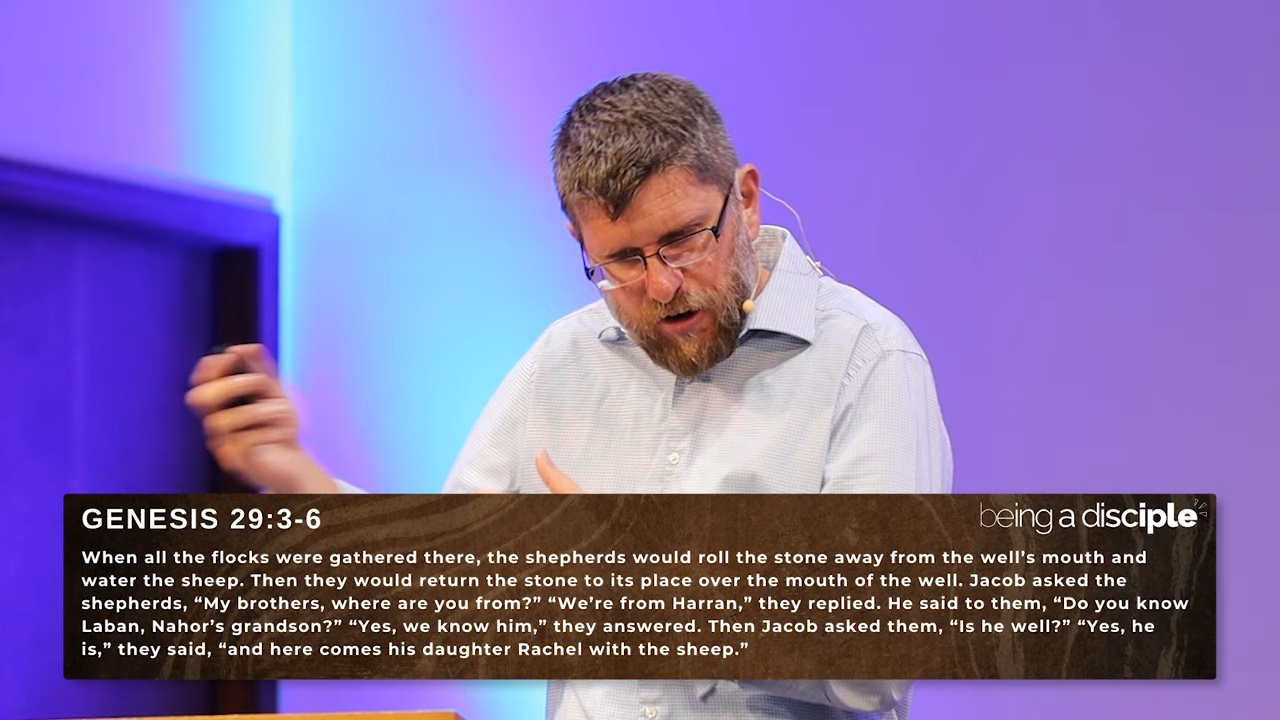 GENESIS 29:3-6
being a disciple
When all the flocks were gathered there, the shepherds would roll the stone away from the well’s mouth and
water the sheep. Then they would return the stone to its place over the mouth of the well. Jacob asked the
shepherds, “My brothers, where are you from?” “We’re from Harran,” they replied. He said to them, “Do you know
Laban, Nahor’s grandson?” “Yes, we know him,” they answered. Then Jacob asked them, “Is he well?” “Yes, he
is,” they said, “and here comes his daughter Rachel with the sheep.”